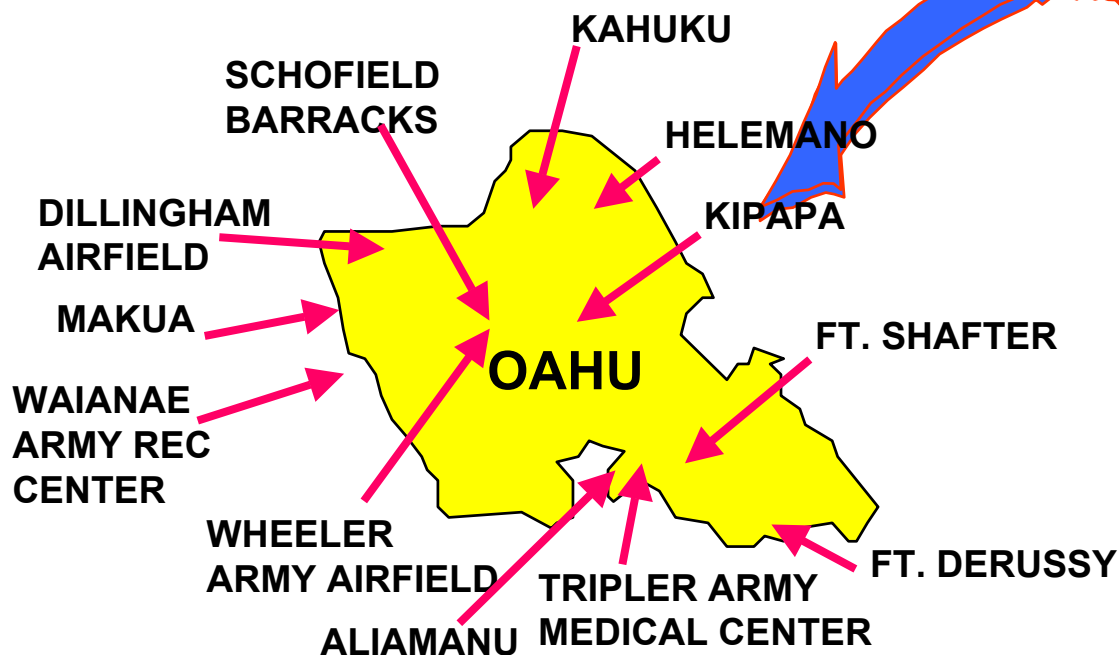 KAHUKU
SCHOFIELD
BARRACKS
HELEMANO
DILLINGHAM
AIRFIELD
KIPAPA
MAKUA
FT. SHAFTER
OAHU
WAIANAE
ARMY REC
CENTER
WHEELER
ARMY AIRFIELD
FT. DERUSSY
TRIPLER ARMY
MEDICAL CENTER
ALIAMANU